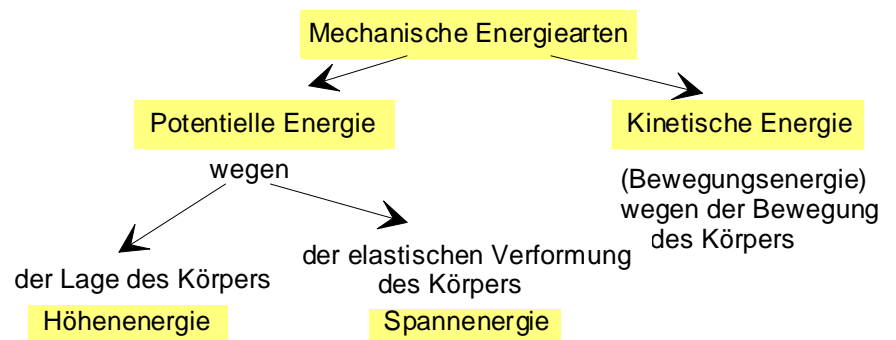 Mechanische Energiearten
Potentielle Energie
Kinetische Energie
wegen
(Bewegungsenergie)
wegen der Bewegung
des Körpers
der Lage des Körpers
Höhenenergie
der elastischen Verformung
des Körpers
Spannenergie